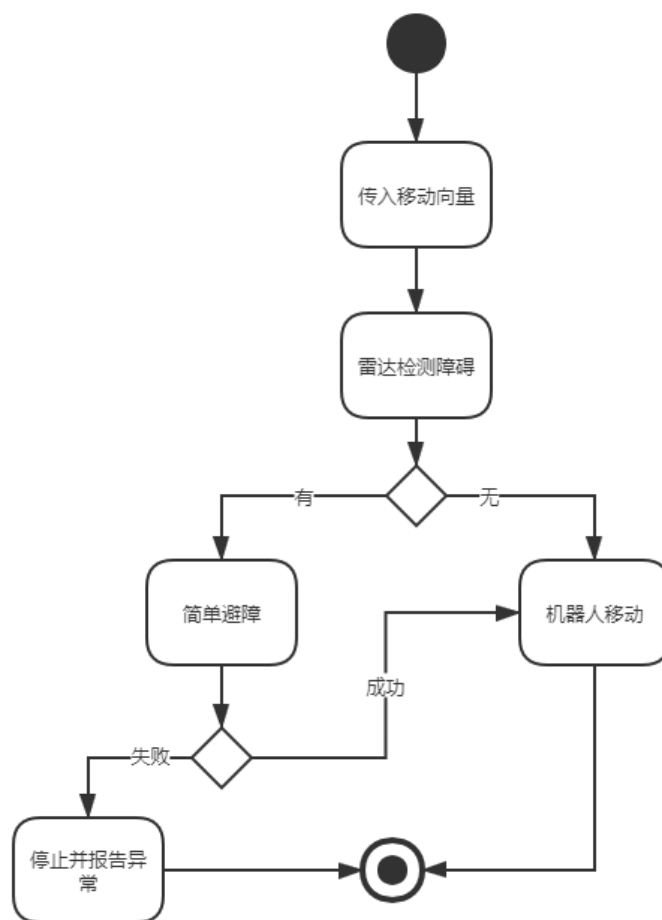 传入移动向量
雷达检测障碍
有
无
简单避障
机器人移动
成功
失败
停止并报告异
常